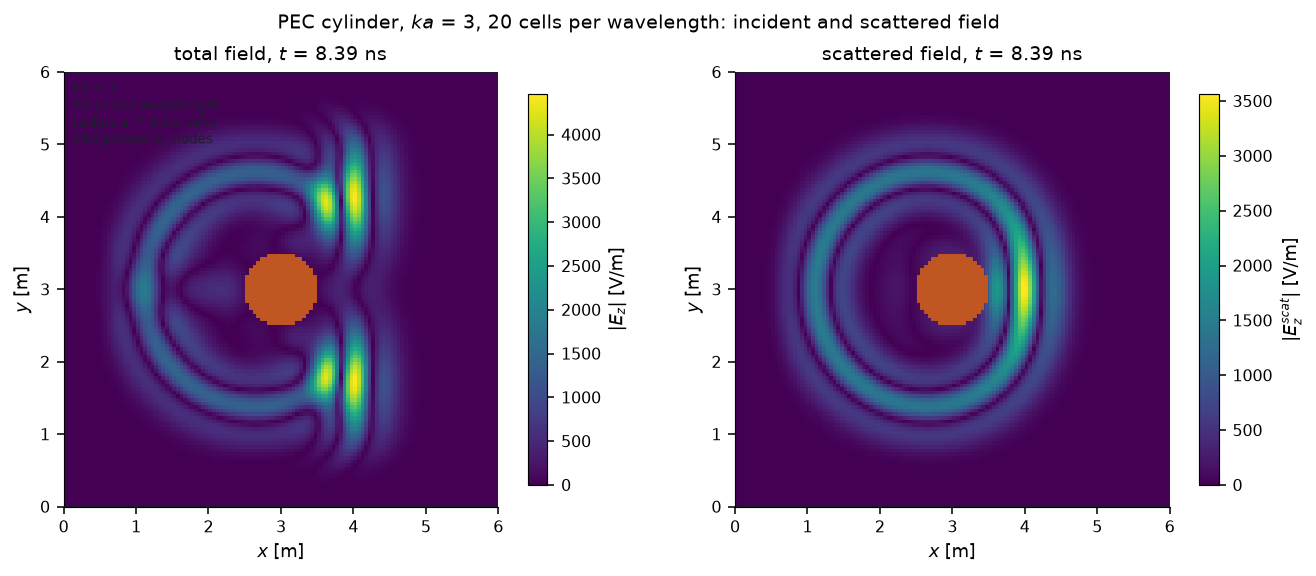 PEC cylinder, ka = 3, 20 cells per wavelength: incident and scattered field
total field, t = 8.39 ns
scattered field, t = 8.39 ns
6
5
4
3
2
1
0
y [m]
0 1 2 3 4 5 6
x [m]
4000
3500
3000
2500
2000
1500
1000
500
0
|E_z| [V/m]
6
5
4
3
2
1
0
y [m]
0 1 2 3 4 5 6
x [m]
3500
3000
2500
2000
1500
1000
500
0
|E_z^scat| [V/m]